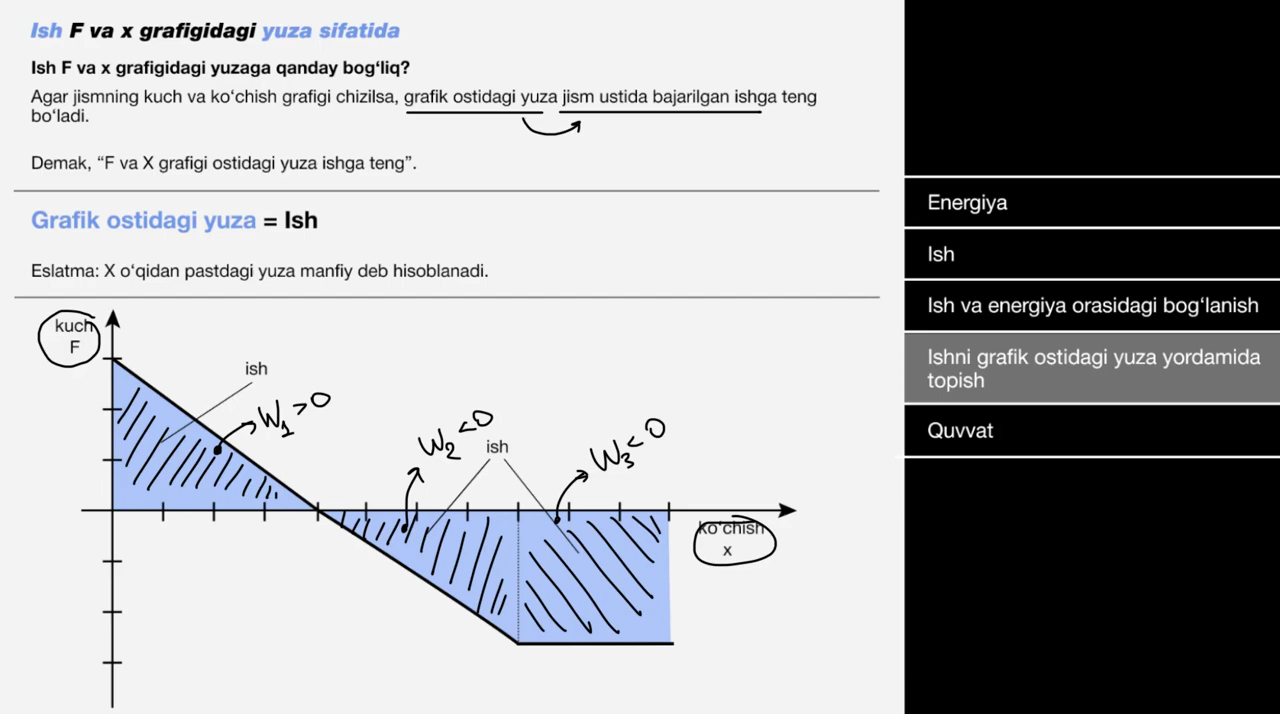 Ish F va x grafigidagi yuza sifatida
Ish F va x grafigidagi yuzaga qanday bog‘liq?
Agar jismning kuch va ko‘chish grafigi chizilsa, grafik ostidagi yuza jism ustida bajarilgan ishga teng
bo‘ladi.
Demak, “F va X grafigi ostidagi yuza ishga teng”.
Grafik ostidagi yuza = Ish
Eslatma: X o‘qidan pastdagi yuza manfiy deb hisoblanadi.
kuch
F
ish
W₁>0
W₂<0
ish
W₃<0
ko‘chish
x
Energiya
Ish
Ish va energiya orasidagi bog‘lanish
Ishni grafik ostidagi yuza yordamida
topish
Quvvat